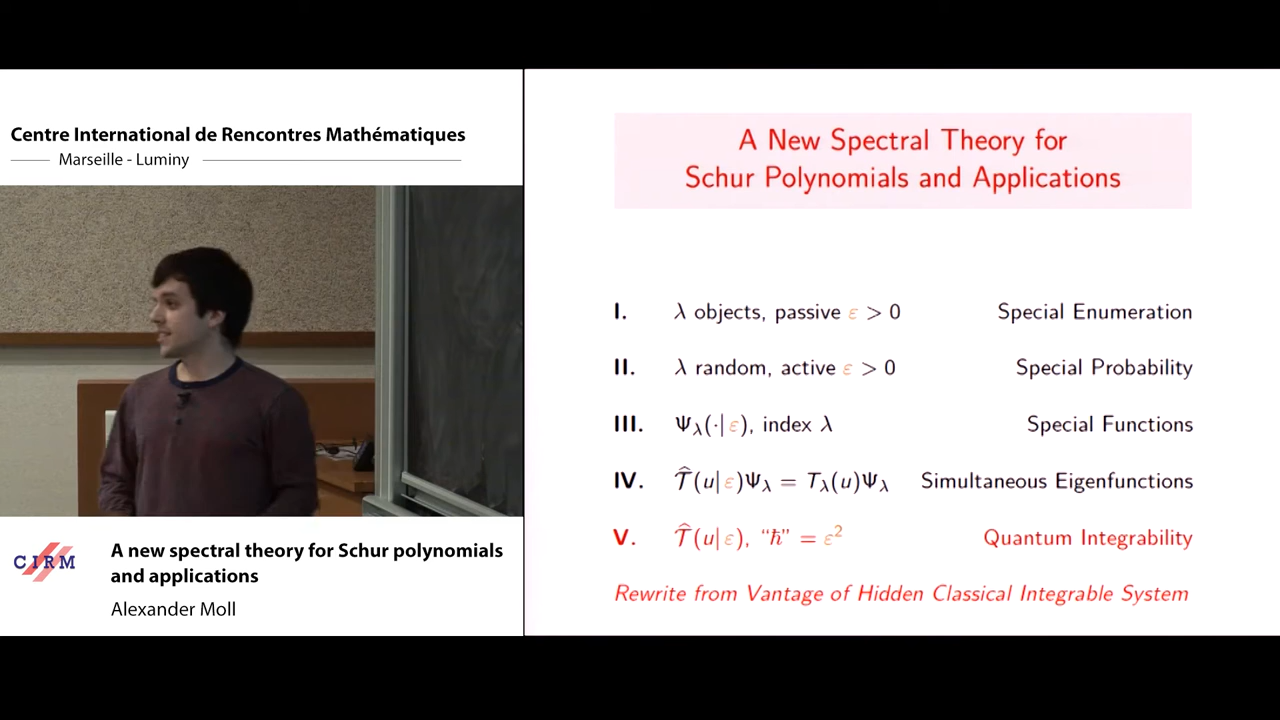 Centre International de Rencontres Mathématiques
Marseille - Luminy
CIRM
A new spectral theory for Schur polynomials
and applications
Alexander Moll
A New Spectral Theory for
Schur Polynomials and Applications
I. λ objects, passive ε > 0 Special Enumeration
II. λ random, active ε > 0 Special Probability
III. Ψ_λ(·|ε), index λ Special Functions
IV. T̂(u|ε)Ψ_λ = T_λ(u)Ψ_λ Simultaneous Eigenfunctions
V. T̂(u|ε), “ħ” = ε² Quantum Integrability
Rewrite from Vantage of Hidden Classical Integrable System